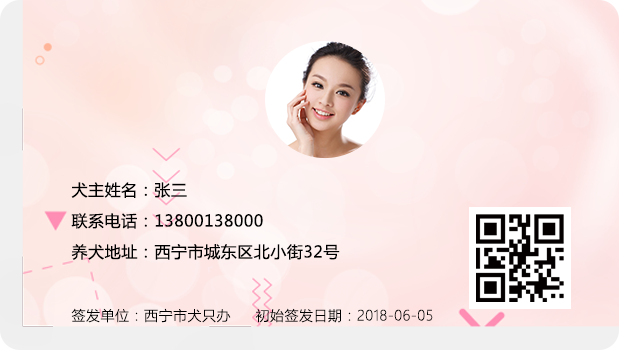 犬主姓名：张三
联系电话：13800138000
养犬地址：西宁市城东区北小街32号
签发单位：西宁市犬只办 初始签发日期：2018-06-05